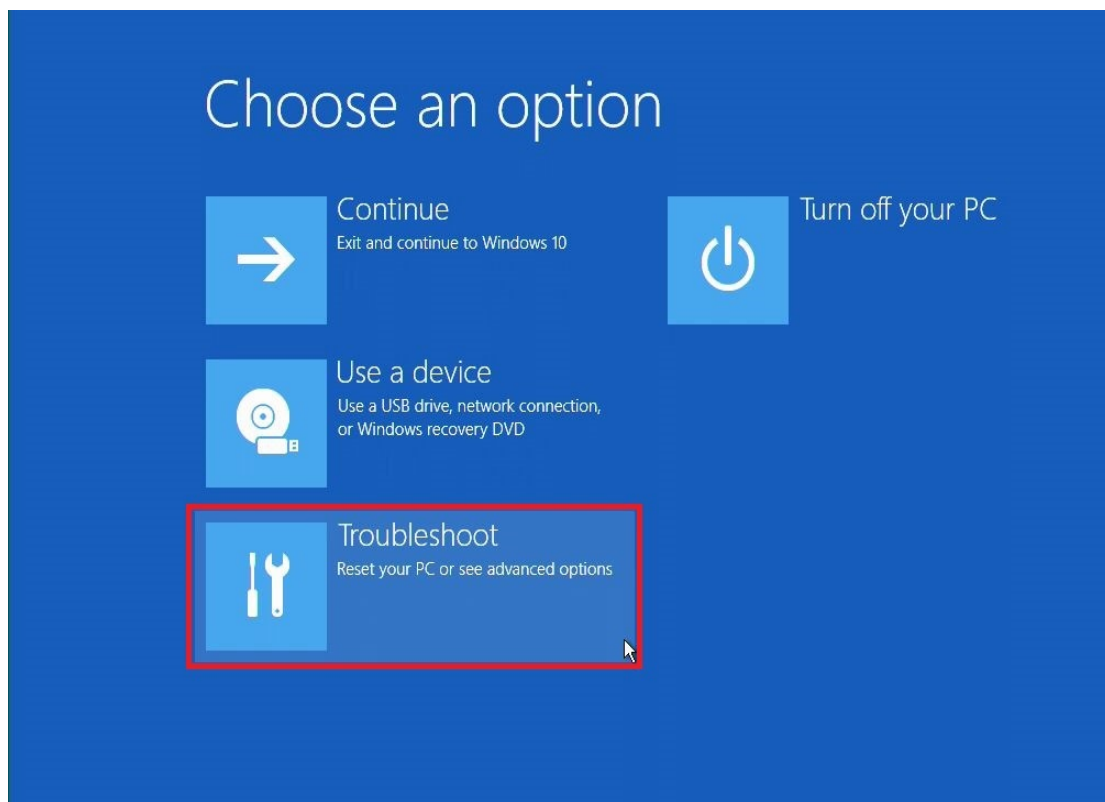 Choose an option
Continue
Exit and continue to Windows 10
Turn off your PC
Use a device
Use a USB drive, network connection,
or Windows recovery DVD
Troubleshoot
Reset your PC or see advanced options